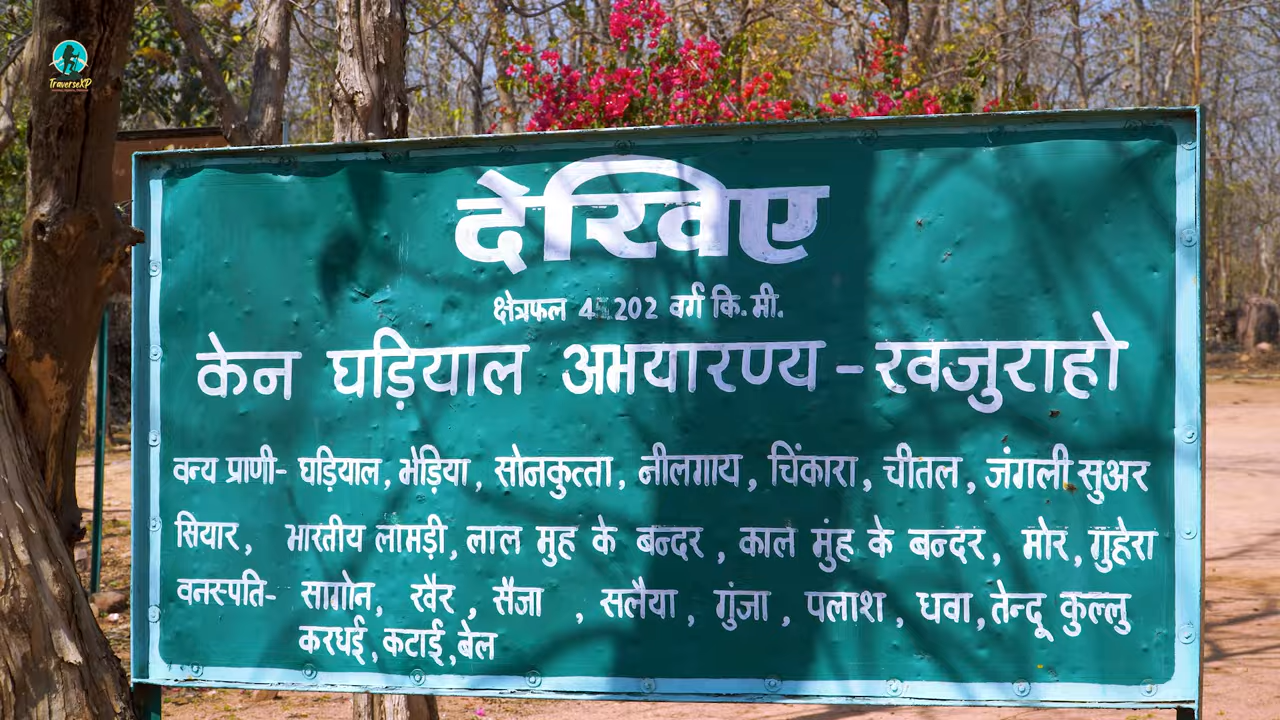 TraverseXP
देखिए
क्षेत्रफल 45.202 वर्ग कि.मी.
केन घड़ियाल अभयारण्य - खजुराहो
वन्य प्राणी- घड़ियाल, भेड़िया, सोनकुत्ता, नीलगाय, चिंकारा, चीतल, जंगली सुअर
सियार, भारतीय लामड़ी, लाल मुह के बन्दर, काले मुंह के बन्दर, मोर, गुहेरा
वनस्पति- सागोन, खैर, सैजा, सलैया, गुंजा, पलाश, धवा, तेन्दू कुल्लु
करधई, कटाई, बेल